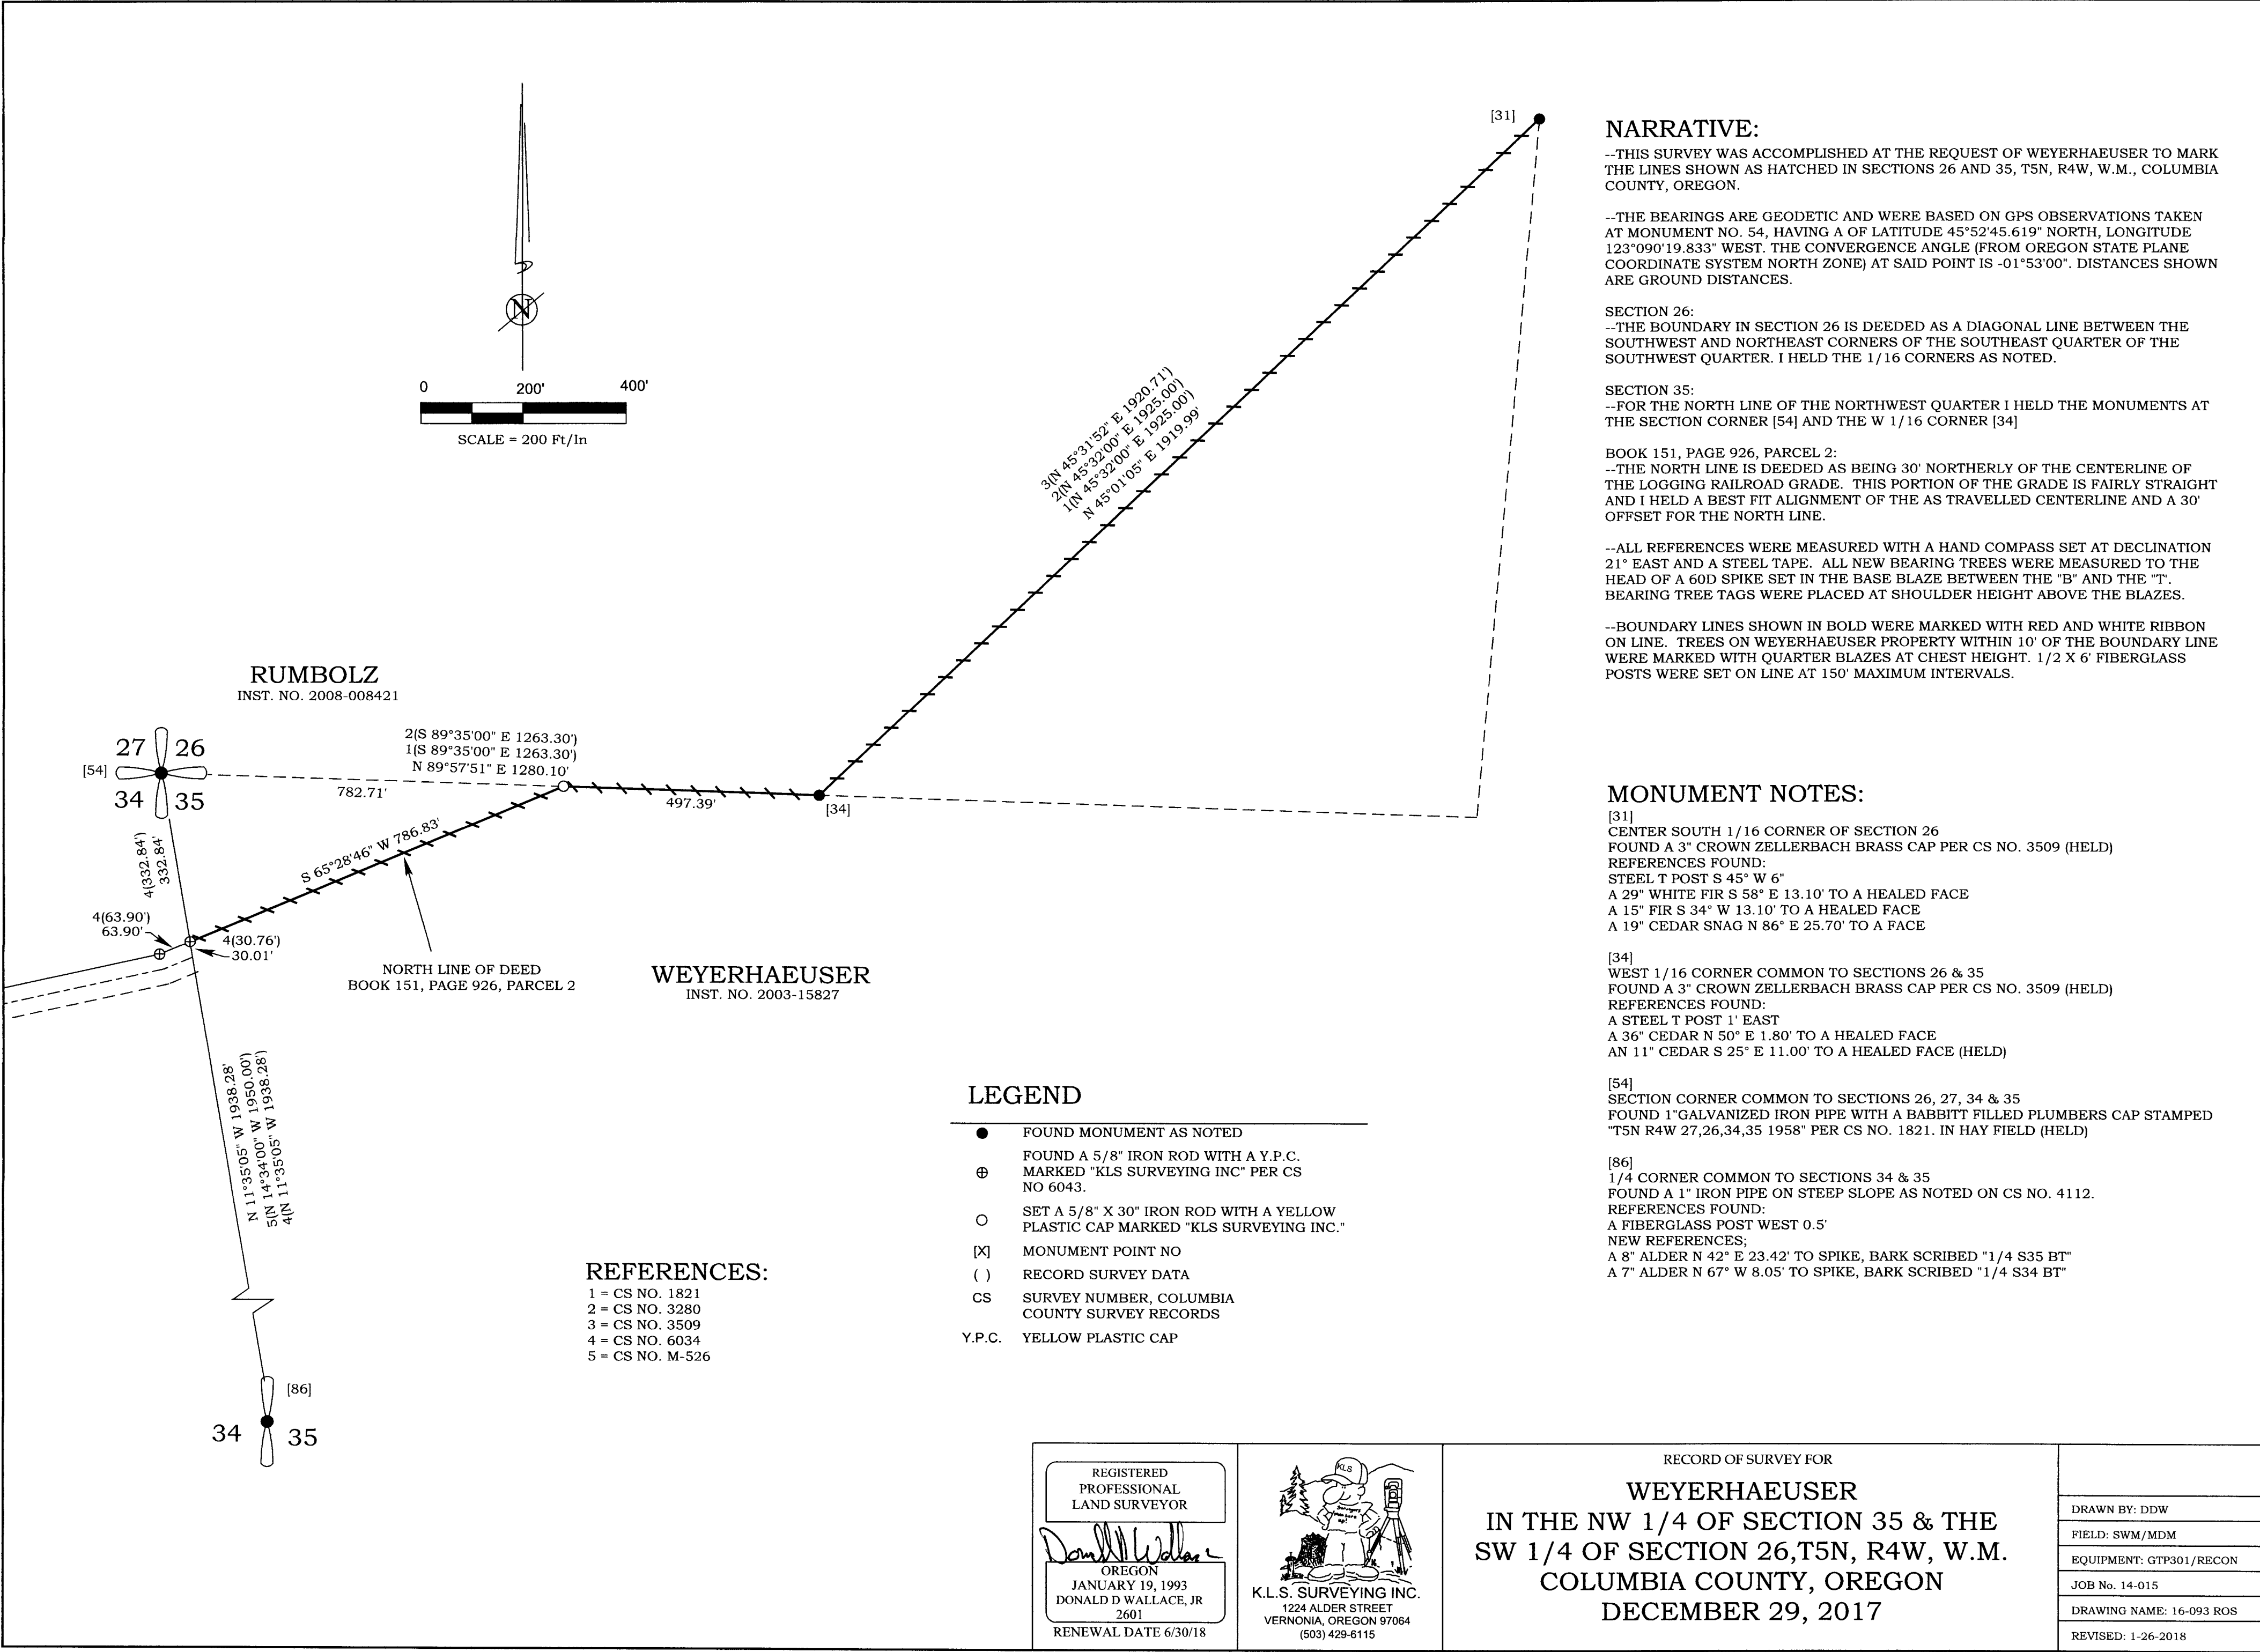 [31]
0 200' 400'
SCALE = 200 Ft/In
N
3(N 45°31'52" E 1920.71')
2(N 45°32'00" E 1925.00')
1(N 45°32'00" E 1925.00')
N 45°01'05" E 1919.99'
RUMBOLZ
INST. NO. 2008-008421
27 26
[54]
34 35
2(S 89°35'00" E 1263.30')
1(S 89°35'00" E 1263.30')
N 89°57'51" E 1280.10'
782.71'
497.39'
[34]
S 65°28'46" W 786.83'
4(332.84')
332.84'
4(63.90')
63.90'
4(30.76')
30.01'
NORTH LINE OF DEED
BOOK 151, PAGE 926, PARCEL 2
WEYERHAEUSER
INST. NO. 2003-15827
N 11°35'05" W 1938.28'
5(N 14°34'00" W 1950.00')
4(N 11°35'05" W 1938.28')
[86]
34 35
REFERENCES:
1 = CS NO. 1821
2 = CS NO. 3280
3 = CS NO. 3509
4 = CS NO. 6034
5 = CS NO. M-526
LEGEND
FOUND MONUMENT AS NOTED
FOUND A 5/8" IRON ROD WITH A Y.P.C.
MARKED "KLS SURVEYING INC" PER CS
NO 6043.
SET A 5/8" X 30" IRON ROD WITH A YELLOW
PLASTIC CAP MARKED "KLS SURVEYING INC."
[X] MONUMENT POINT NO
( ) RECORD SURVEY DATA
CS SURVEY NUMBER, COLUMBIA
COUNTY SURVEY RECORDS
Y.P.C. YELLOW PLASTIC CAP
NARRATIVE:
--THIS SURVEY WAS ACCOMPLISHED AT THE REQUEST OF WEYERHAEUSER TO MARK
THE LINES SHOWN AS HATCHED IN SECTIONS 26 AND 35, T5N, R4W, W.M., COLUMBIA
COUNTY, OREGON.
--THE BEARINGS ARE GEODETIC AND WERE BASED ON GPS OBSERVATIONS TAKEN
AT MONUMENT NO. 54, HAVING A OF LATITUDE 45°52'45.619" NORTH, LONGITUDE
123°090'19.833" WEST. THE CONVERGENCE ANGLE (FROM OREGON STATE PLANE
COORDINATE SYSTEM NORTH ZONE) AT SAID POINT IS -01°53'00". DISTANCES SHOWN
ARE GROUND DISTANCES.
SECTION 26:
--THE BOUNDARY IN SECTION 26 IS DEEDED AS A DIAGONAL LINE BETWEEN THE
SOUTHWEST AND NORTHEAST CORNERS OF THE SOUTHEAST QUARTER OF THE
SOUTHWEST QUARTER. I HELD THE 1/16 CORNERS AS NOTED.
SECTION 35:
--FOR THE NORTH LINE OF THE NORTHWEST QUARTER I HELD THE MONUMENTS AT
THE SECTION CORNER [54] AND THE W 1/16 CORNER [34]
BOOK 151, PAGE 926, PARCEL 2:
--THE NORTH LINE IS DEEDED AS BEING 30' NORTHERLY OF THE CENTERLINE OF
THE LOGGING RAILROAD GRADE. THIS PORTION OF THE GRADE IS FAIRLY STRAIGHT
AND I HELD A BEST FIT ALIGNMENT OF THE AS TRAVELLED CENTERLINE AND A 30'
OFFSET FOR THE NORTH LINE.
--ALL REFERENCES WERE MEASURED WITH A HAND COMPASS SET AT DECLINATION
21° EAST AND A STEEL TAPE. ALL NEW BEARING TREES WERE MEASURED TO THE
HEAD OF A 60D SPIKE SET IN THE BASE BLAZE BETWEEN THE "B" AND THE "T'.
BEARING TREE TAGS WERE PLACED AT SHOULDER HEIGHT ABOVE THE BLAZES.
--BOUNDARY LINES SHOWN IN BOLD WERE MARKED WITH RED AND WHITE RIBBON
ON LINE. TREES ON WEYERHAEUSER PROPERTY WITHIN 10' OF THE BOUNDARY LINE
WERE MARKED WITH QUARTER BLAZES AT CHEST HEIGHT. 1/2 X 6' FIBERGLASS
POSTS WERE SET ON LINE AT 150' MAXIMUM INTERVALS.
MONUMENT NOTES:
[31]
CENTER SOUTH 1/16 CORNER OF SECTION 26
FOUND A 3" CROWN ZELLERBACH BRASS CAP PER CS NO. 3509 (HELD)
REFERENCES FOUND:
STEEL T POST S 45° W 6"
A 29" WHITE FIR S 58° E 13.10' TO A HEALED FACE
A 15" FIR S 34° W 13.10' TO A HEALED FACE
A 19" CEDAR SNAG N 86° E 25.70' TO A FACE
[34]
WEST 1/16 CORNER COMMON TO SECTIONS 26 & 35
FOUND A 3" CROWN ZELLERBACH BRASS CAP PER CS NO. 3509 (HELD)
REFERENCES FOUND:
A STEEL T POST 1' EAST
A 36" CEDAR N 50° E 1.80' TO A HEALED FACE
AN 11" CEDAR S 25° E 11.00' TO A HEALED FACE (HELD)
[54]
SECTION CORNER COMMON TO SECTIONS 26, 27, 34 & 35
FOUND 1"GALVANIZED IRON PIPE WITH A BABBITT FILLED PLUMBERS CAP STAMPED
"T5N R4W 27,26,34,35 1958" PER CS NO. 1821. IN HAY FIELD (HELD)
[86]
1/4 CORNER COMMON TO SECTIONS 34 & 35
FOUND A 1" IRON PIPE ON STEEP SLOPE AS NOTED ON CS NO. 4112.
REFERENCES FOUND:
A FIBERGLASS POST WEST 0.5'
NEW REFERENCES;
A 8" ALDER N 42° E 23.42' TO SPIKE, BARK SCRIBED "1/4 S35 BT"
A 7" ALDER N 67° W 8.05' TO SPIKE, BARK SCRIBED "1/4 S34 BT"
REGISTERED
PROFESSIONAL
LAND SURVEYOR
OREGON
JANUARY 19, 1993
DONALD D WALLACE, JR
2601
RENEWAL DATE 6/30/18
KLS
K.L.S. SURVEYING INC.
1224 ALDER STREET
VERNONIA, OREGON 97064
(503) 429-6115
RECORD OF SURVEY FOR
WEYERHAEUSER
IN THE NW 1/4 OF SECTION 35 & THE
SW 1/4 OF SECTION 26,T5N, R4W, W.M.
COLUMBIA COUNTY, OREGON
DECEMBER 29, 2017
DRAWN BY: DDW
FIELD: SWM/MDM
EQUIPMENT: GTP301/RECON
JOB No. 14-015
DRAWING NAME: 16-093 ROS
REVISED: 1-26-2018